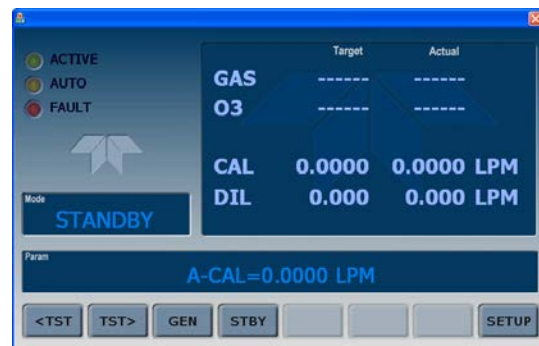 ACTIVE
AUTO
FAULT
Target Actual
GAS ------ ------
O3 ------ ------
CAL 0.0000 0.0000 LPM
DIL 0.000 0.000 LPM
Mode
STANDBY
Param
A-CAL=0.0000 LPM
<TST TST> GEN STBY SETUP